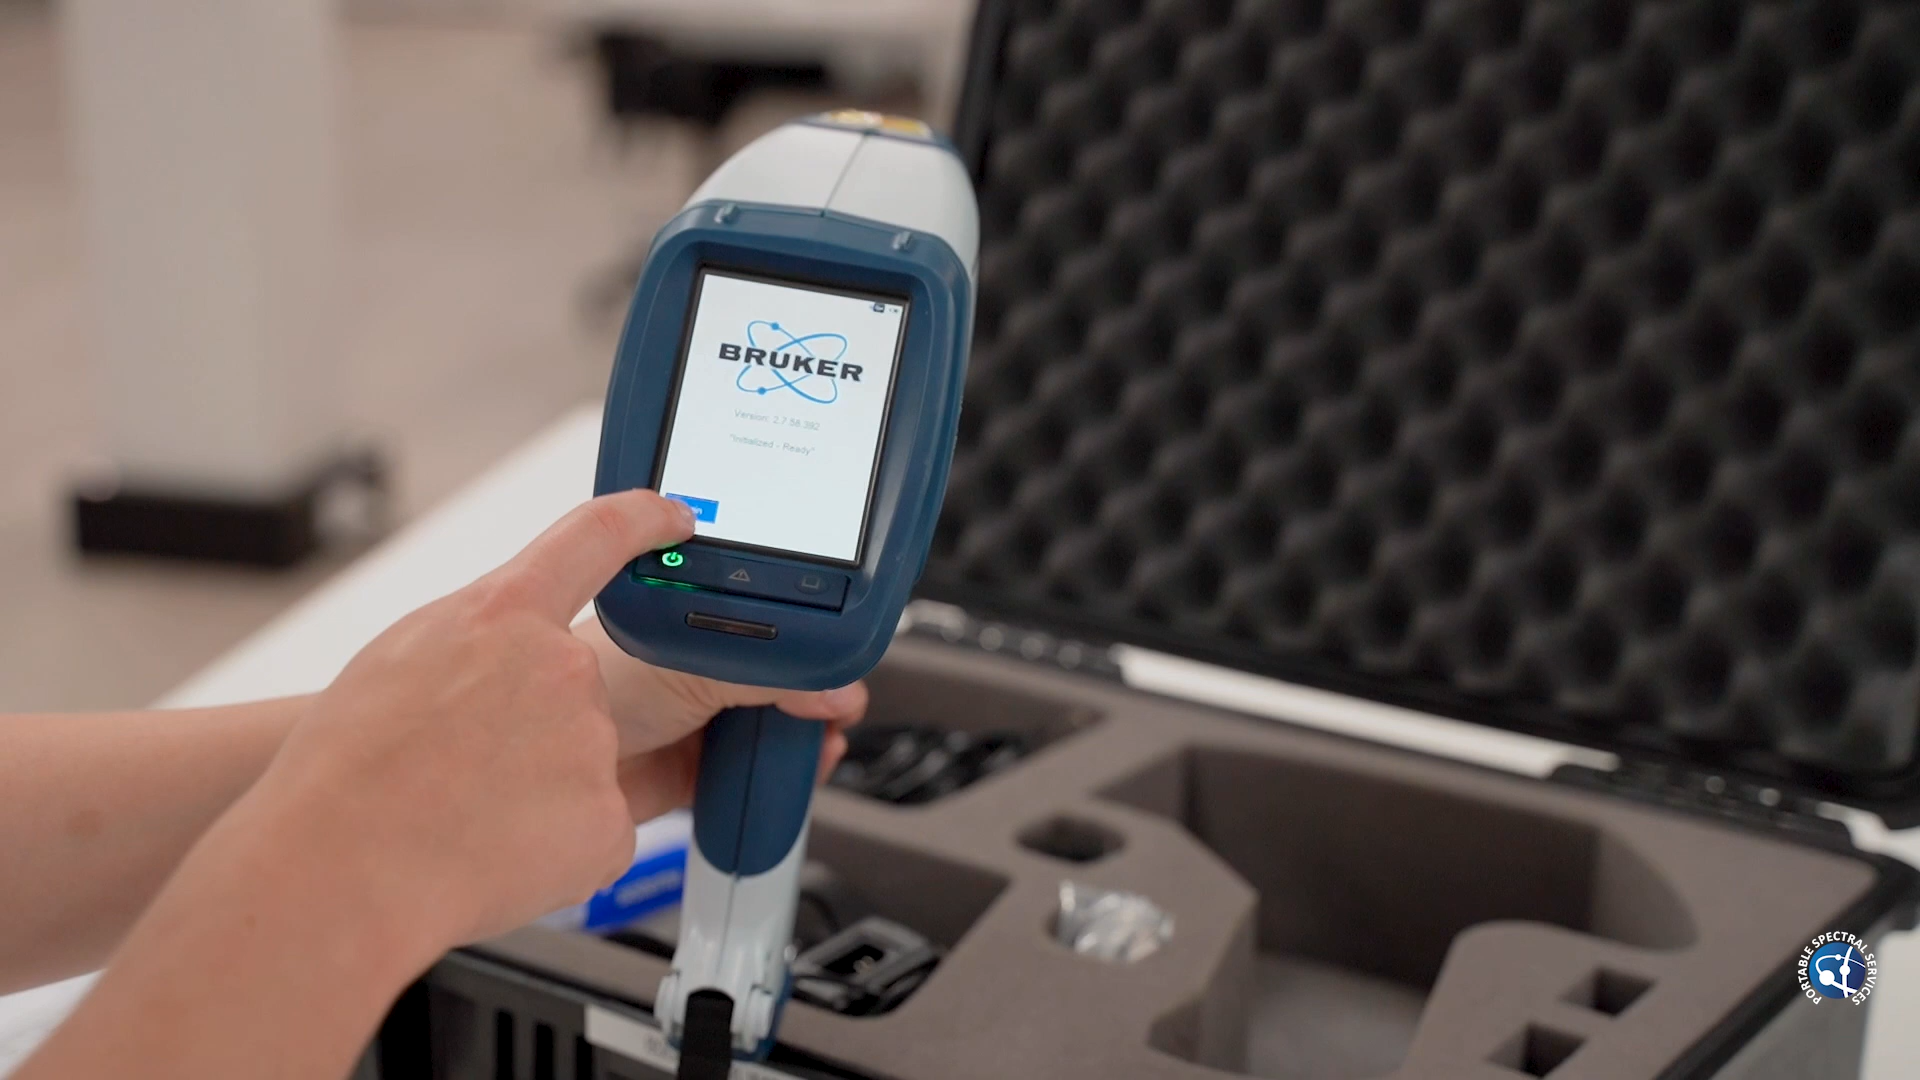 BRUKER
Version: 2.7.58.392
"Initialized - Ready"
PORTABLE SPECTRAL SERVICES